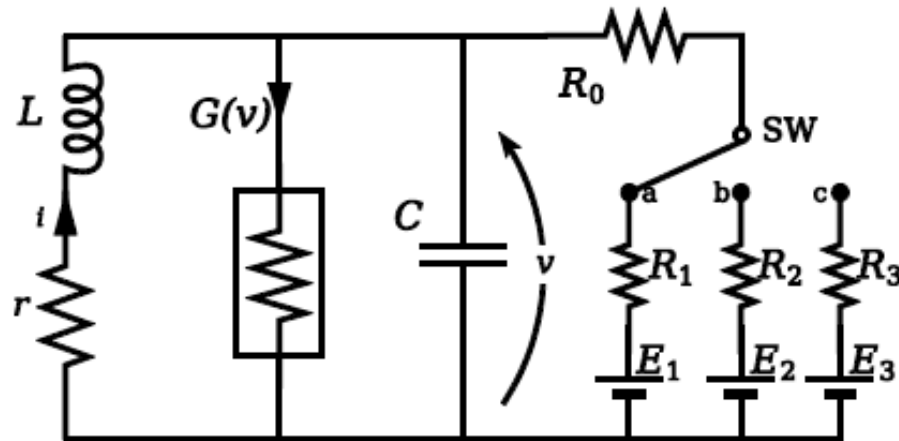 R₀
L
G(v)
SW
a
b
c
i
C
v
R₁
R₂
R₃
r
E₁
E₂
E₃